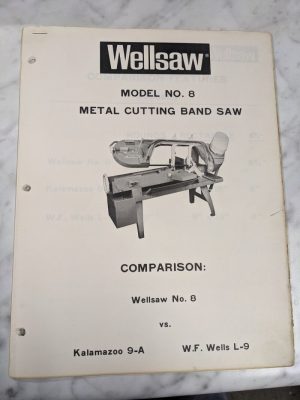 Wellsaw®
MODEL NO. 8
METAL CUTTING BAND SAW
COMPARISON:
Wellsaw No. 8
vs.
Kalamazoo 9-A W.F. Wells L-9